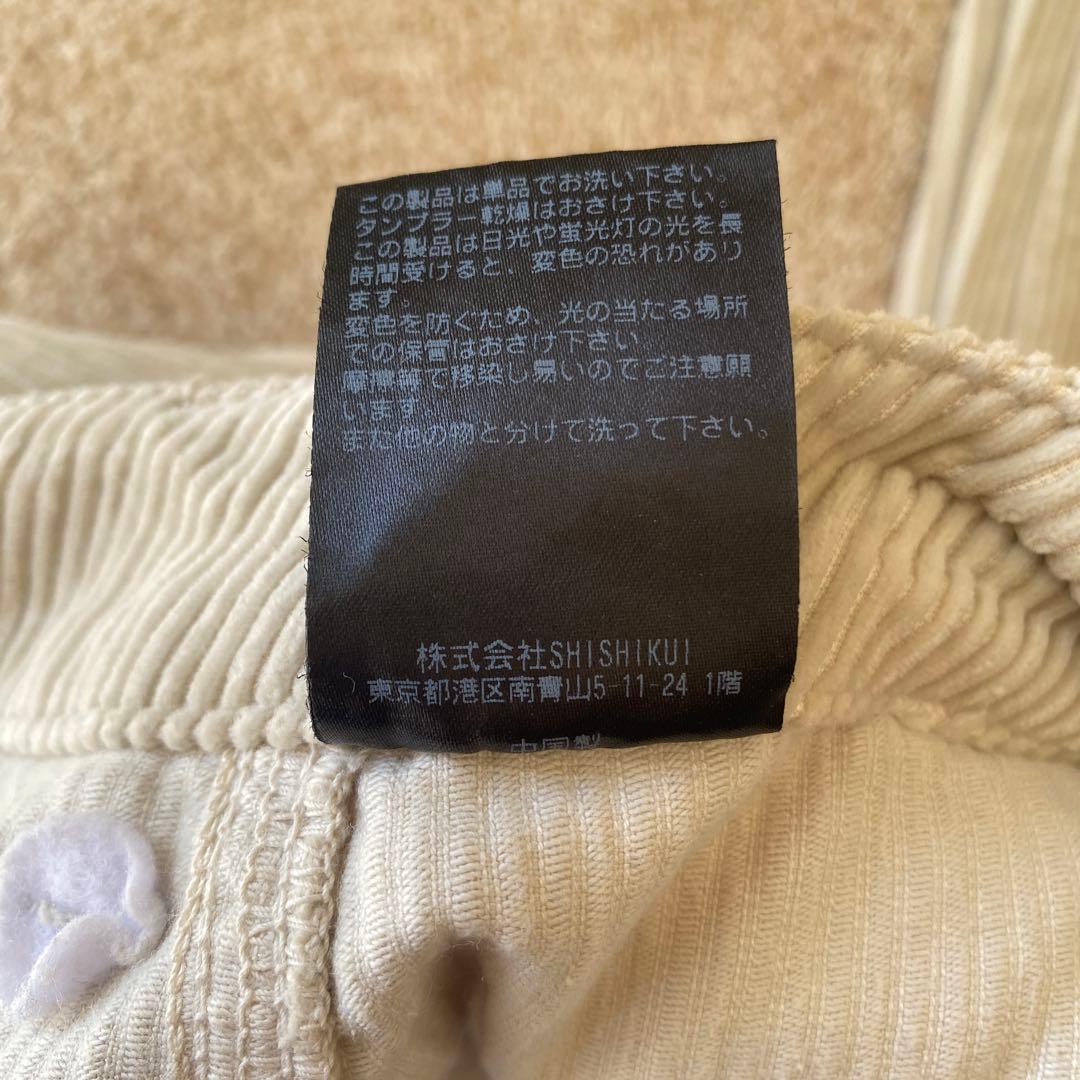 この製品は単品でお洗い下さい。
タンブラー乾燥はおさけ下さい。
この製品は日光や蛍光灯の光を長
時間受けると、変色の恐れがあり
ます。
変色を防ぐため、光の当たる場所
での保管はおさけ下さい
摩擦等で移染し易いのでご注意願
います。
また他の物と分けて洗って下さい。
株式会社SHISHIKUI
東京都港区南青山5-11-24 1階
中国製